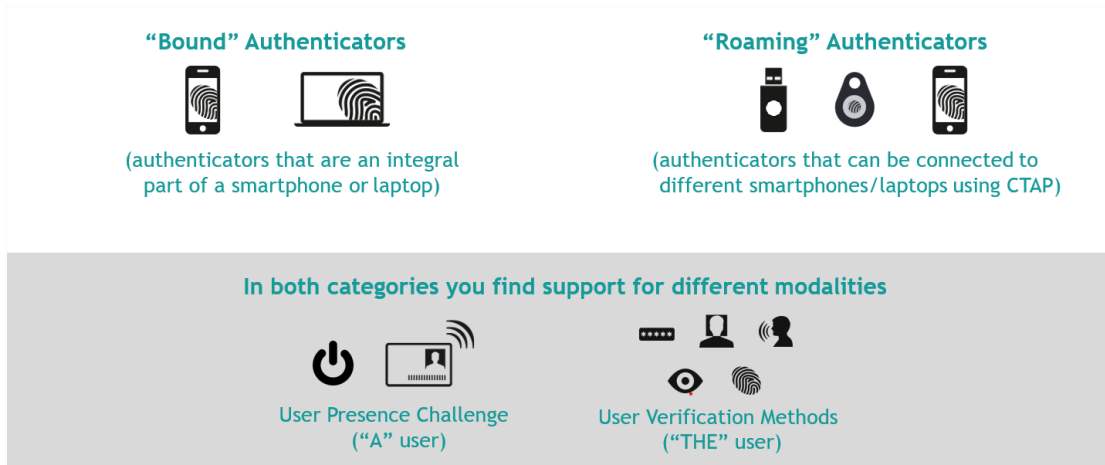 “Bound” Authenticators
“Roaming” Authenticators
(authenticators that are an integral
part of a smartphone or laptop)
(authenticators that can be connected to
different smartphones/laptops using CTAP)
In both categories you find support for different modalities
*****
User Presence Challenge
(“A” user)
User Verification Methods
(“THE” user)